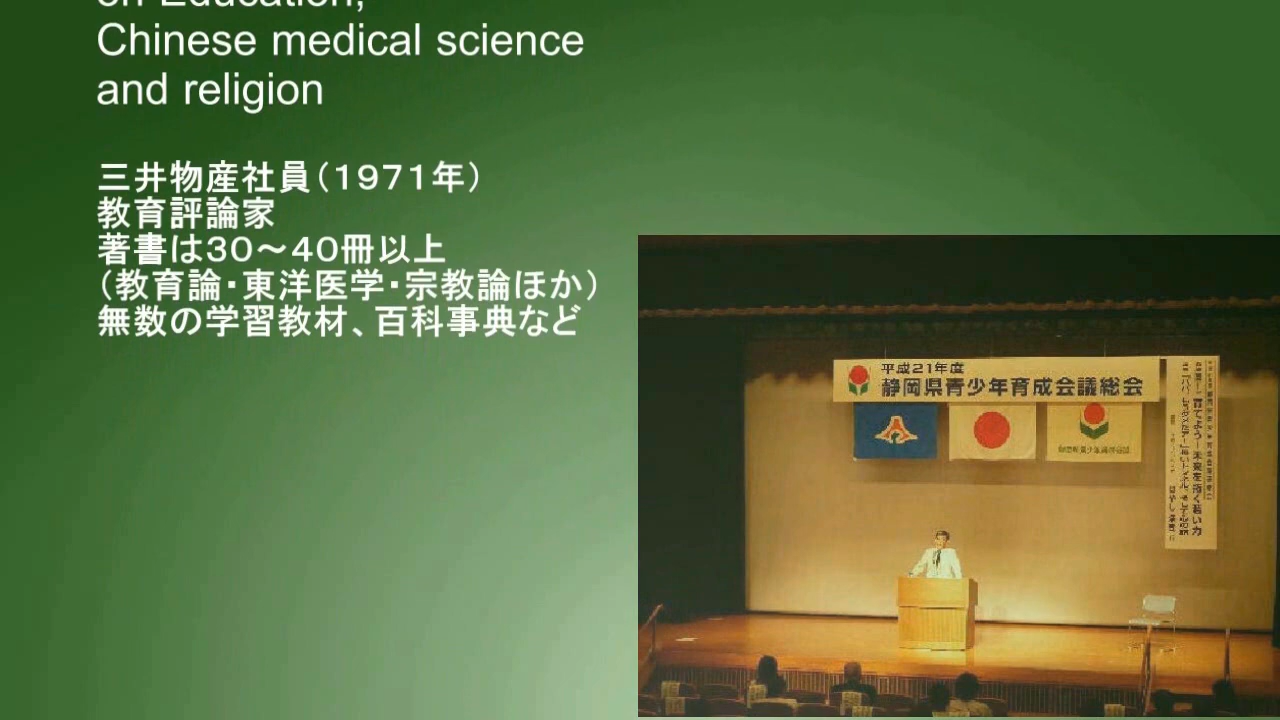 on Education,
Chinese medical science
and religion
三井物産社員（１９７１年）
教育評論家
著書は３０～４０冊以上
（教育論・東洋医学・宗教論ほか）
無数の学習教材、百科事典など
平成21年度
静岡県青少年育成会議総会